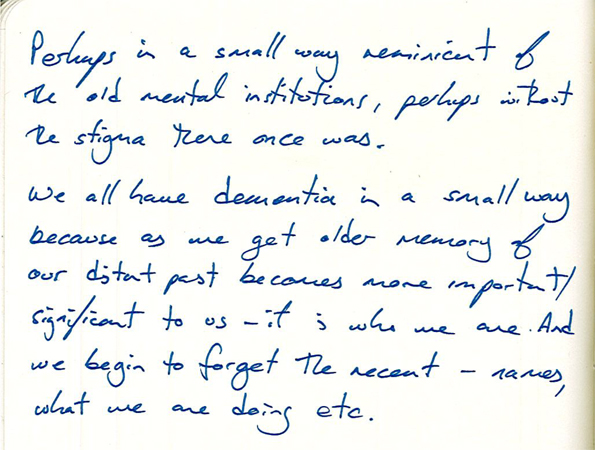 Perhaps in a small way reminicent of
the old mental institutions, perhaps without
the stigma there once was.
We all have dementia in a small way
because as we get older memory of
our distant past becomes more important/
significant to us – it is who we are. And
we begin to forget the recent – names,
what we are doing etc.